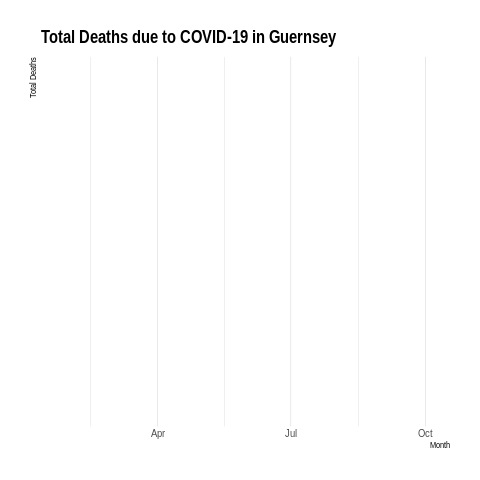 Total Deaths due to COVID-19 in Guernsey
Total Deaths
Apr Jul Oct
Month